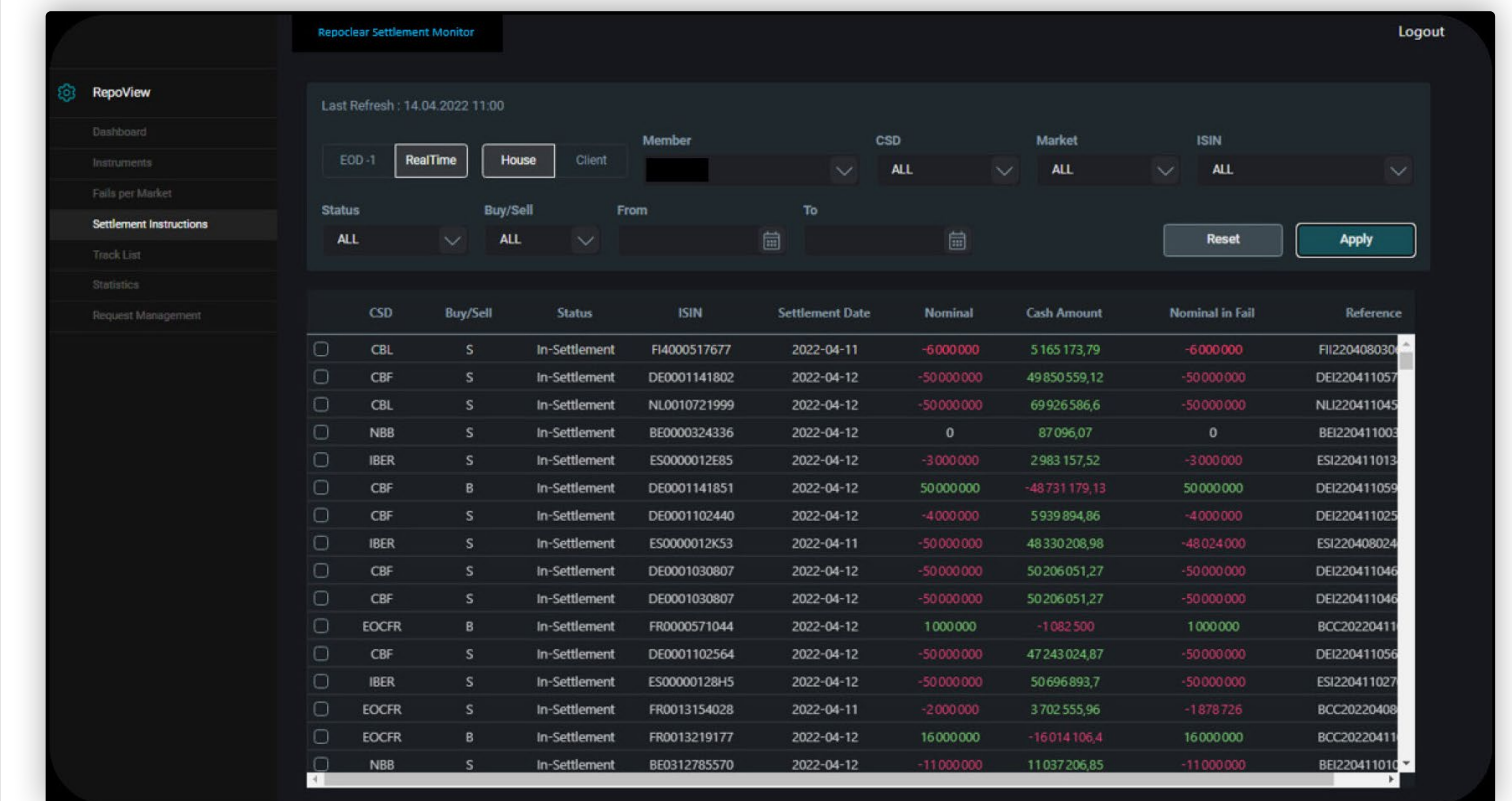 Repoclear Settlement Monitor
Logout
RepoView
Dashboard
Instruments
Fails per Market
Settlement Instructions
Track List
Statistics
Request Management
Last Refresh : 14.04.2022 11:00
EOD -1 RealTime House Client
Member CSD Market ISIN
ALL ALL ALL
Status Buy/Sell From To
ALL ALL
Reset Apply
CSD Buy/Sell Status ISIN Settlement Date Nominal Cash Amount Nominal in Fail Reference
CBL S In-Settlement FI4000517677 2022-04-11 -6 000 000 5 165 173,79 -6 000 000 FII220408030
CBF S In-Settlement DE0001141802 2022-04-12 -50 000 000 49 850 559,12 -50 000 000 DEI220411057
CBL S In-Settlement NL0010721999 2022-04-12 -50 000 000 69 926 586,6 -50 000 000 NLI220411045
NBB S In-Settlement BE0000324336 2022-04-12 0 87 096,07 0 BEI220411003
IBER S In-Settlement ES0000012E85 2022-04-12 -3 000 000 2 983 157,52 -3 000 000 ESI220411013
CBF B In-Settlement DE0001141851 2022-04-12 50 000 000 -48 731 179,13 50 000 000 DEI220411059
CBF S In-Settlement DE0001102440 2022-04-12 -4 000 000 5 939 894,86 -4 000 000 DEI220411025
IBER S In-Settlement ES0000012K53 2022-04-11 -50 000 000 48 330 208,98 -48 024 000 ESI220408024
CBF S In-Settlement DE0001030807 2022-04-12 -50 000 000 50 206 051,27 -50 000 000 DEI220411046
CBF S In-Settlement DE0001030807 2022-04-12 -50 000 000 50 206 051,27 -50 000 000 DEI220411046
EOCFR B In-Settlement FR0000571044 2022-04-12 1 000 000 -1 082 500 1 000 000 BCC20220411
CBF S In-Settlement DE0001102564 2022-04-12 -50 000 000 47 243 024,87 -50 000 000 DEI220411056
IBER S In-Settlement ES00000128H5 2022-04-12 -50 000 000 50 696 893,7 -50 000 000 ESI220411027
EOCFR S In-Settlement FR0013154028 2022-04-11 -2 000 000 3 702 555,96 -1 878 726 BCC20220408
EOCFR B In-Settlement FR0013219177 2022-04-12 16 000 000 -16 014 106,4 16 000 000 BCC20220411
NBB S In-Settlement BE0312785570 2022-04-12 -11 000 000 11 037 206,85 -11 000 000 BEI220411010